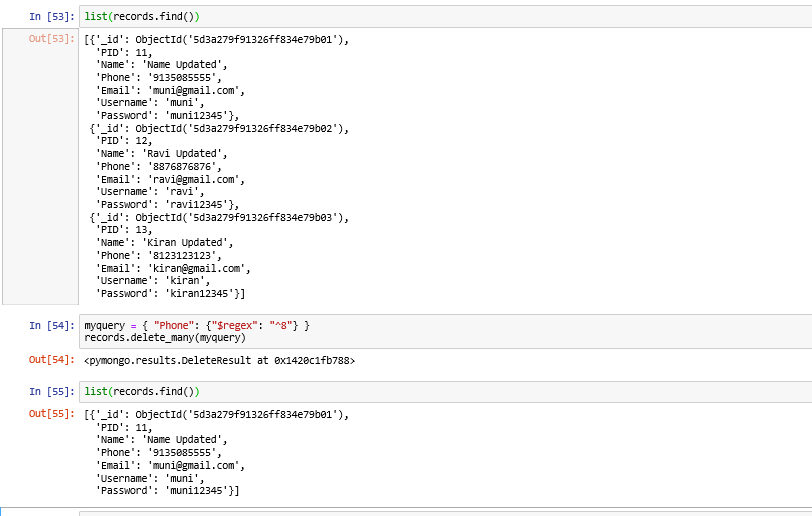 In [53]: list(records.find())
Out[53]: [{'_id': ObjectId('5d3a279f91326ff834e79b01'),
'PID': 11,
'Name': 'Name Updated',
'Phone': '9135085555',
'Email': 'muni@gmail.com',
'Username': 'muni',
'Password': 'muni12345'},
{'_id': ObjectId('5d3a279f91326ff834e79b02'),
'PID': 12,
'Name': 'Ravi Updated',
'Phone': '8876876876',
'Email': 'ravi@gmail.com',
'Username': 'ravi',
'Password': 'ravi12345'},
{'_id': ObjectId('5d3a279f91326ff834e79b03'),
'PID': 13,
'Name': 'Kiran Updated',
'Phone': '8123123123',
'Email': 'kiran@gmail.com',
'Username': 'kiran',
'Password': 'kiran12345'}]
In [54]: myquery = { "Phone": {"$regex": "^8"} }
records.delete_many(myquery)
Out[54]: <pymongo.results.DeleteResult at 0x1420c1fb788>
In [55]: list(records.find())
Out[55]: [{'_id': ObjectId('5d3a279f91326ff834e79b01'),
'PID': 11,
'Name': 'Name Updated',
'Phone': '9135085555',
'Email': 'muni@gmail.com',
'Username': 'muni',
'Password': 'muni12345'}]